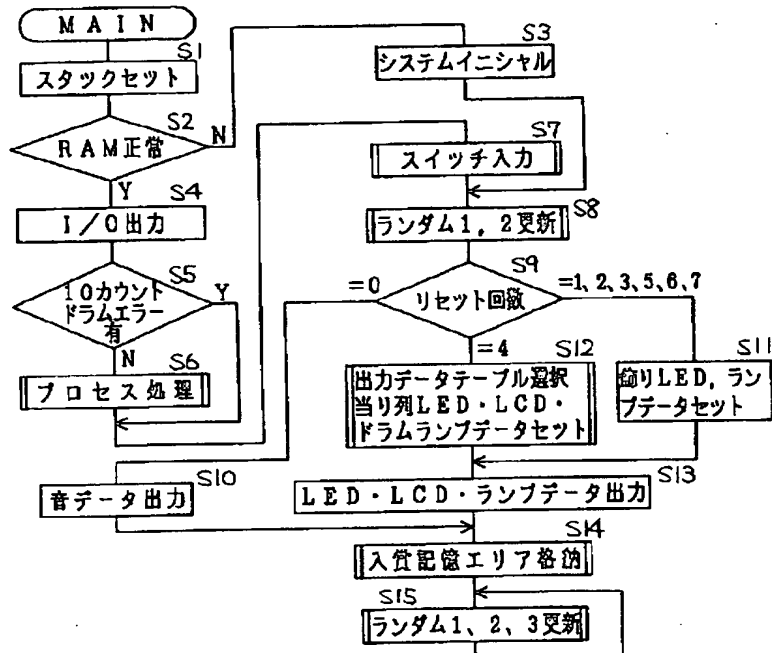 MAIN
S1
スタックセット
S2
RAM正常
N
Y
S4
I/O出力
S5
10カウント
ドラムエラー
有
Y
N
S6
プロセス処理
S3
システムイニシャル
S7
スイッチ入力
S8
ランダム1,2更新
S9
リセット回数
=0
=1,2,3,5,6,7
=4
S12
出力データテーブル選択
当り列LED・LCD・
ドラムランプデータセット
S11
飾りLED,ラン
プデータセット
S10
音データ出力
S13
LED・LCD・ランプデータ出力
S14
入賞記憶エリア格納
S15
ランダム1、2、3更新